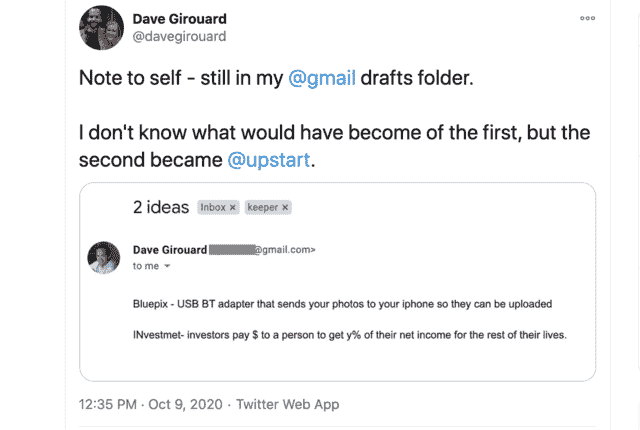 Dave Girouard
@davegirouard
Note to self - still in my @gmail drafts folder.
I don't know what would have become of the first, but the
second became @upstart.
2 ideas Inbox x keeper x
Dave Girouard @gmail.com>
to me
Bluepix - USB BT adapter that sends your photos to your iphone so they can be uploaded
INvestmet- investors pay $ to a person to get y% of their net income for the rest of their lives.
12:35 PM · Oct 9, 2020 · Twitter Web App